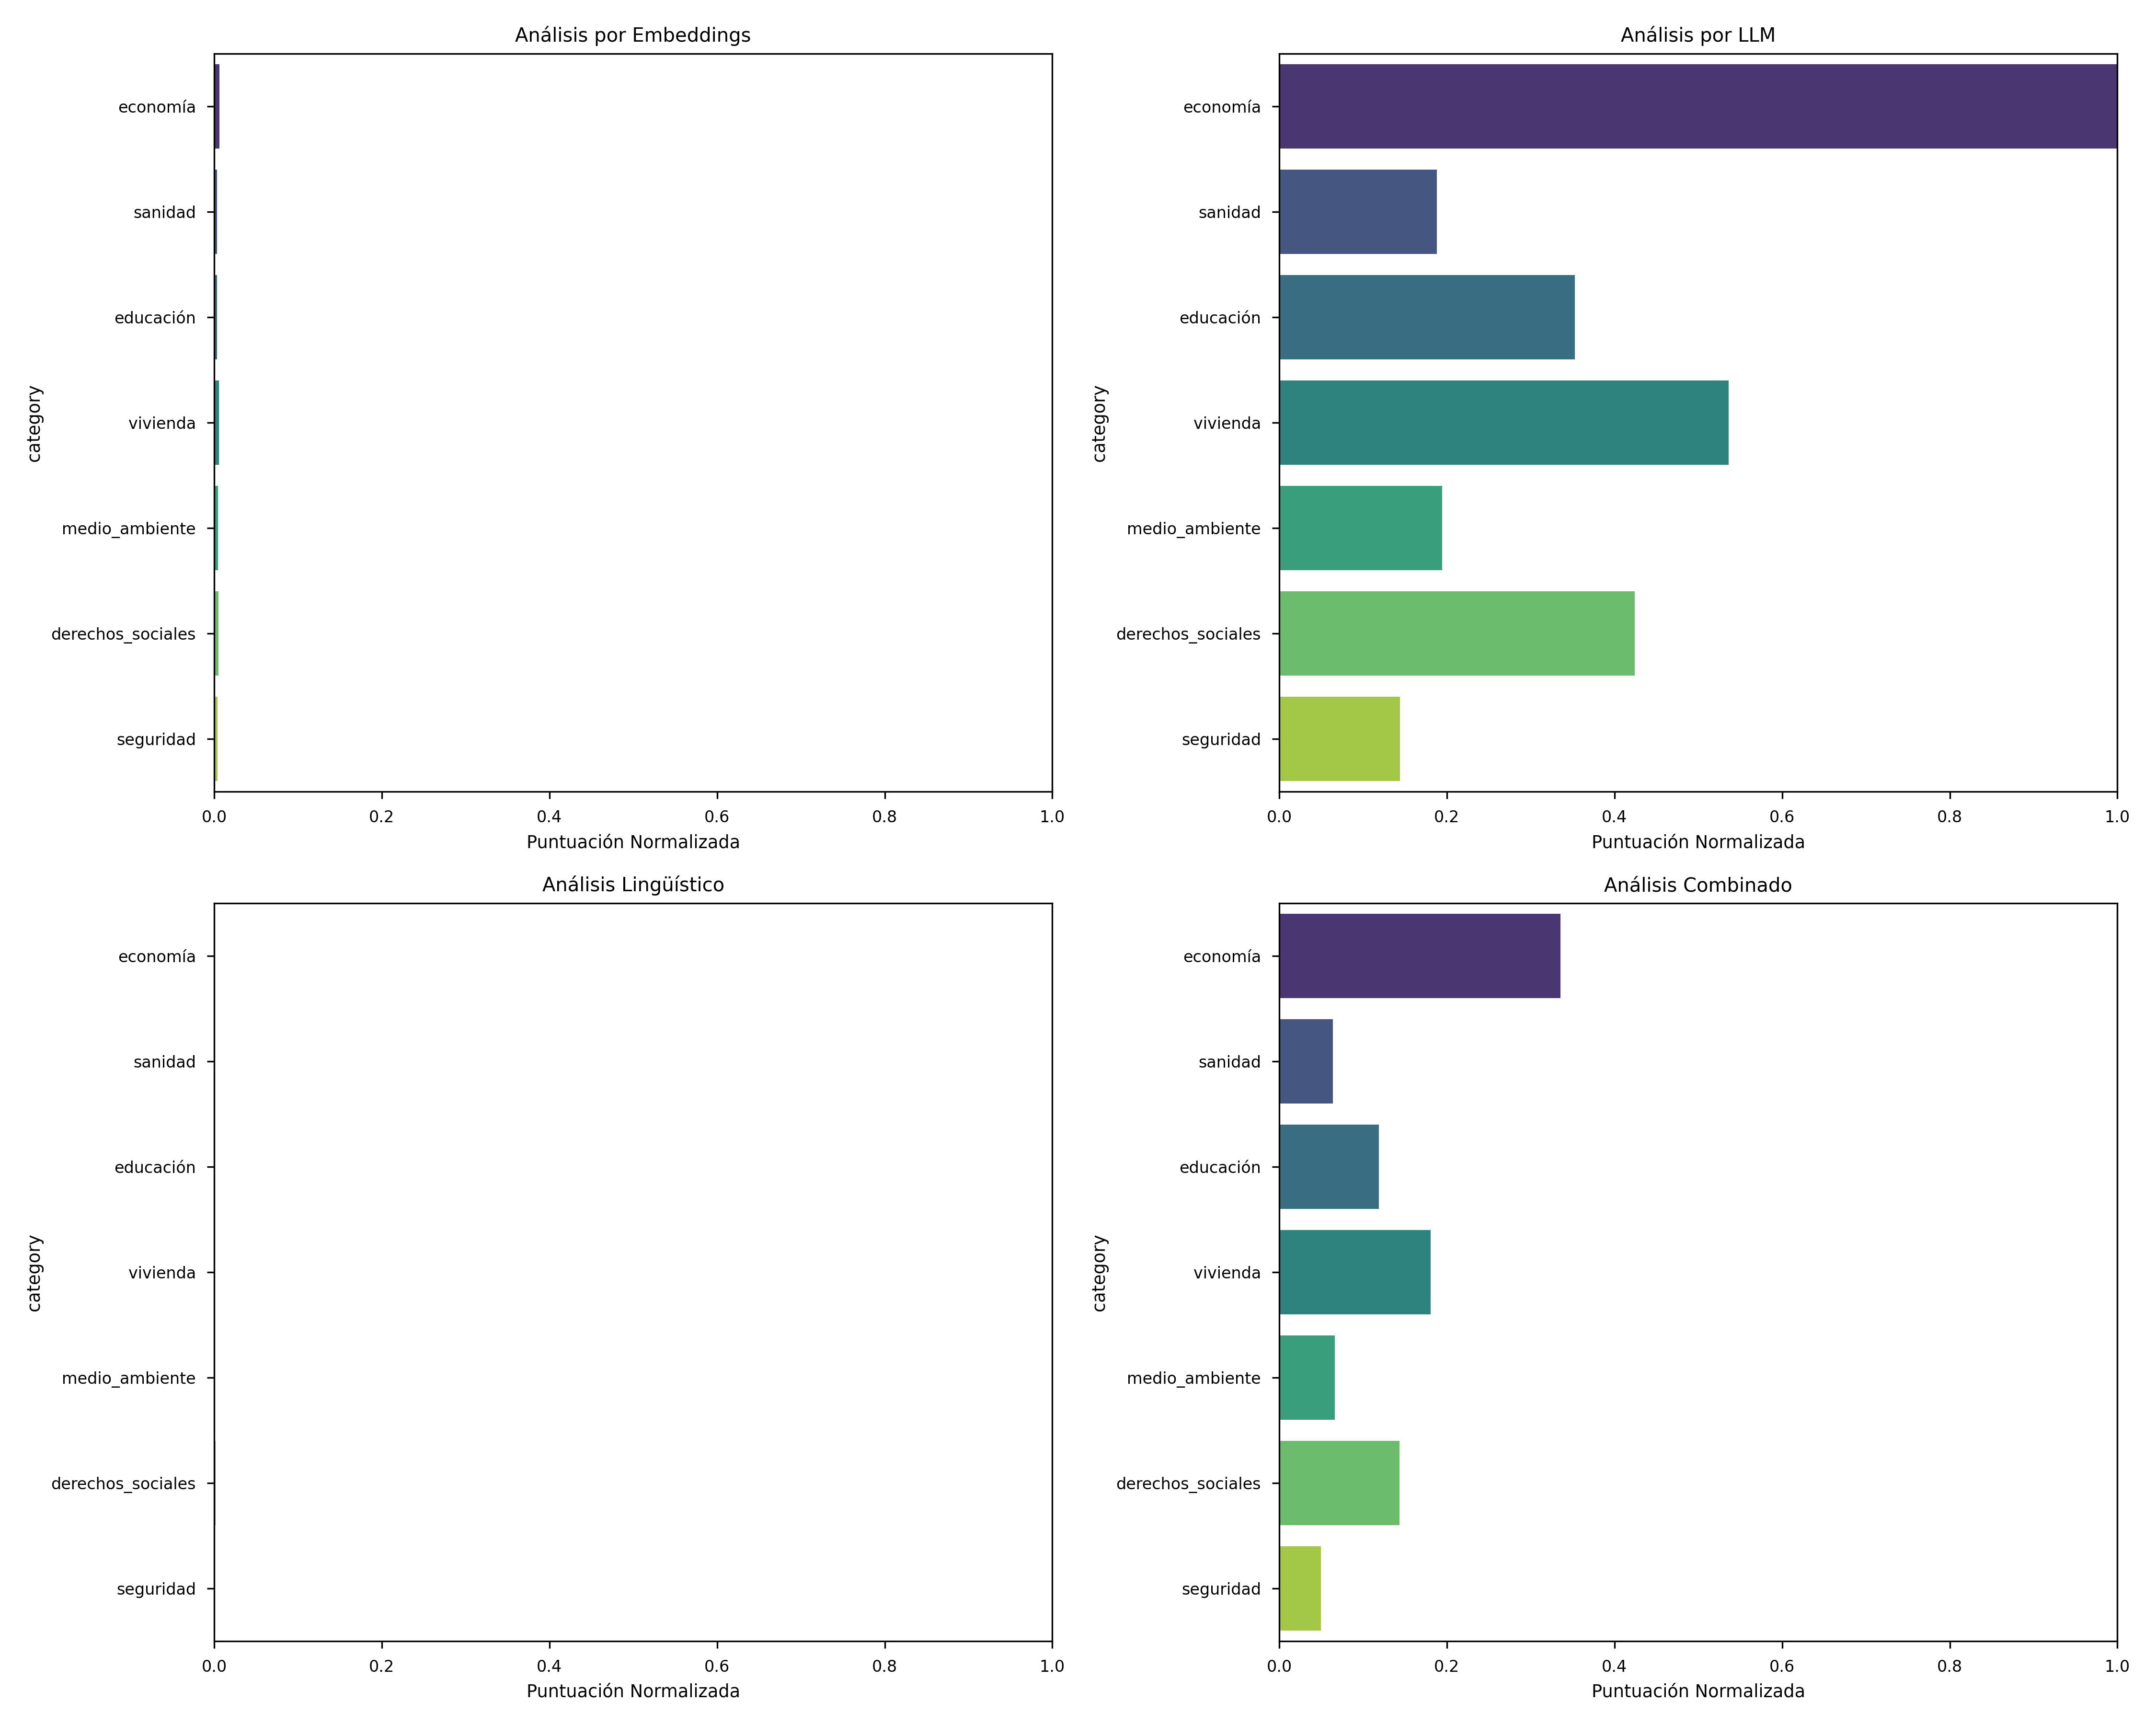 Análisis por Embeddings
economía
sanidad
educación
vivienda
medio_ambiente
derechos_sociales
seguridad
category
0.0 0.2 0.4 0.6 0.8 1.0
Puntuación Normalizada
Análisis por LLM
economía
sanidad
educación
vivienda
medio_ambiente
derechos_sociales
seguridad
category
0.0 0.2 0.4 0.6 0.8 1.0
Puntuación Normalizada
Análisis Lingüístico
economía
sanidad
educación
vivienda
medio_ambiente
derechos_sociales
seguridad
category
0.0 0.2 0.4 0.6 0.8 1.0
Puntuación Normalizada
Análisis Combinado
economía
sanidad
educación
vivienda
medio_ambiente
derechos_sociales
seguridad
category
0.0 0.2 0.4 0.6 0.8 1.0
Puntuación Normalizada